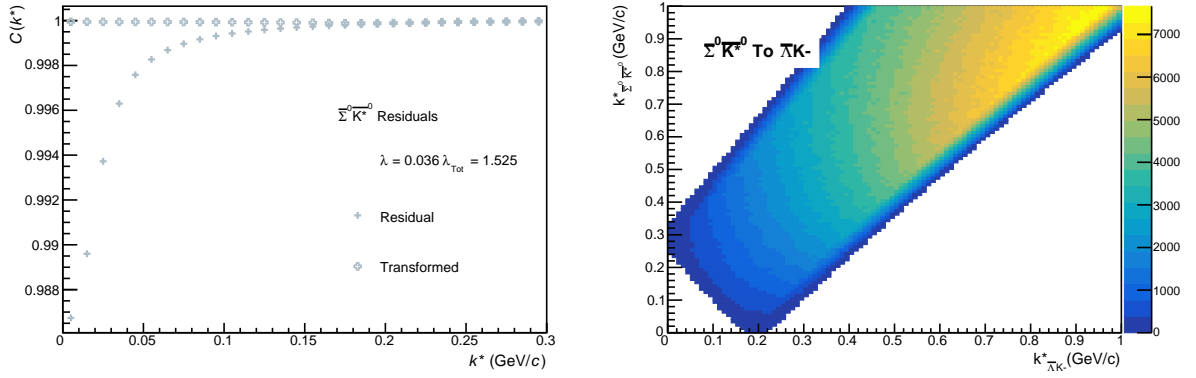 C(k*)
1
0.998
0.996
0.994
0.992
0.99
0.988
Σ̅⁰K̅*̅⁰ Residuals
λ = 0.036 λ_Tot = 1.525
Residual
Transformed
0 0.05 0.1 0.15 0.2 0.25 0.3
k* (GeV/c)
k*_Σ̅⁰K̅*̅⁰ (GeV/c)
1
0.9
0.8
0.7
0.6
0.5
0.4
0.3
0.2
0.1
0
Σ̅⁰K̅*̅⁰ To Λ̅K-
0 0.1 0.2 0.3 0.4 0.5 0.6 0.7 0.8 0.9 1
k*_Λ̅K- (GeV/c)
7000
6000
5000
4000
3000
2000
1000
0